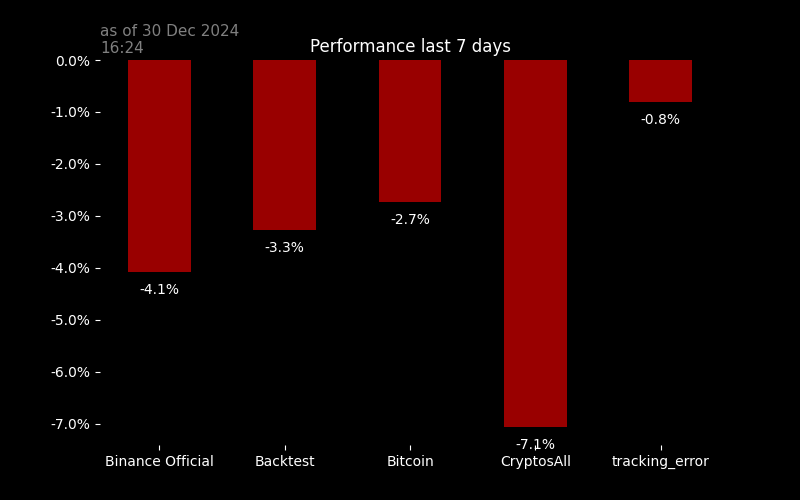 as of 30 Dec 2024
16:24
Performance last 7 days
0.0%
-1.0%
-2.0%
-3.0%
-4.0%
-5.0%
-6.0%
-7.0%
-4.1%
-3.3%
-2.7%
-7.1%
-0.8%
Binance Official
Backtest
Bitcoin
CryptosAll
tracking_error